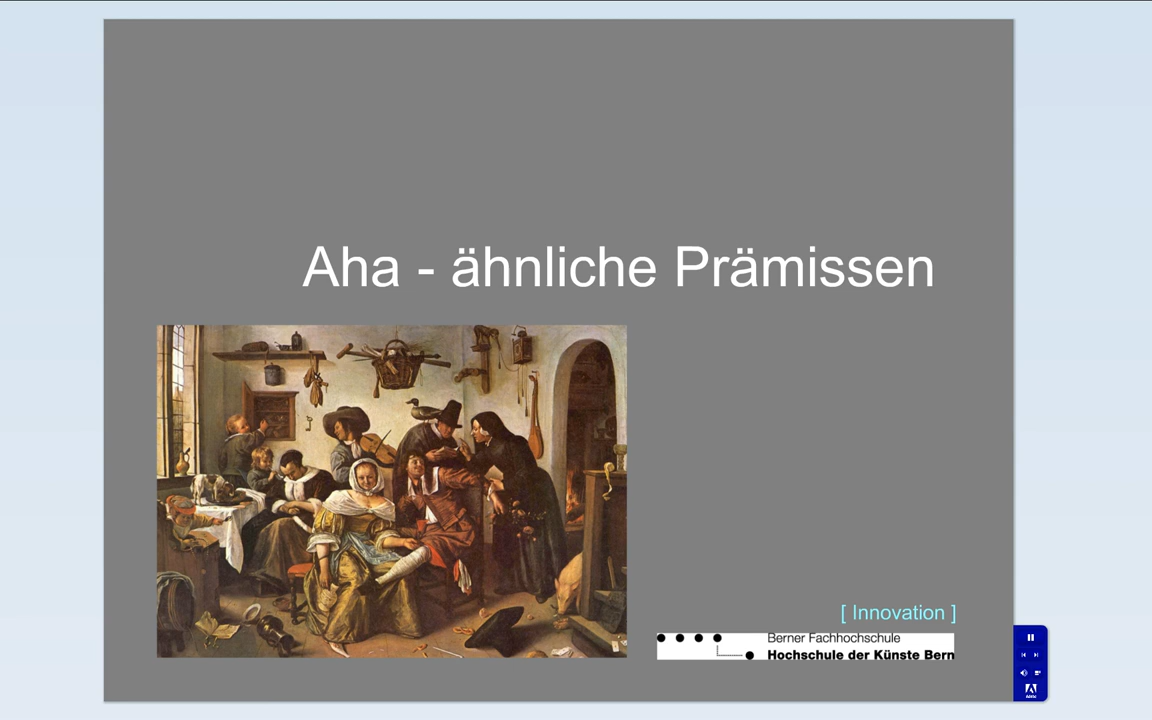 Aha - ähnliche Prämissen
[ Innovation ]
Berner Fachhochschule
Hochschule der Künste Bern